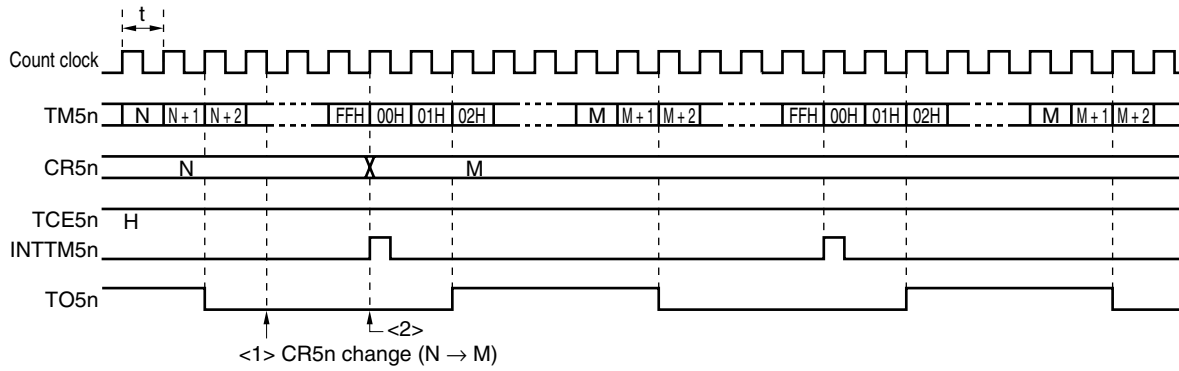 t
Count clock
TM5n N N + 1 N + 2 FFH 00H 01H 02H M M + 1 M + 2 FFH 00H 01H 02H M M + 1 M + 2
CR5n N M
TCE5n H
INTTM5n
TO5n
<2>
<1> CR5n change (N → M)